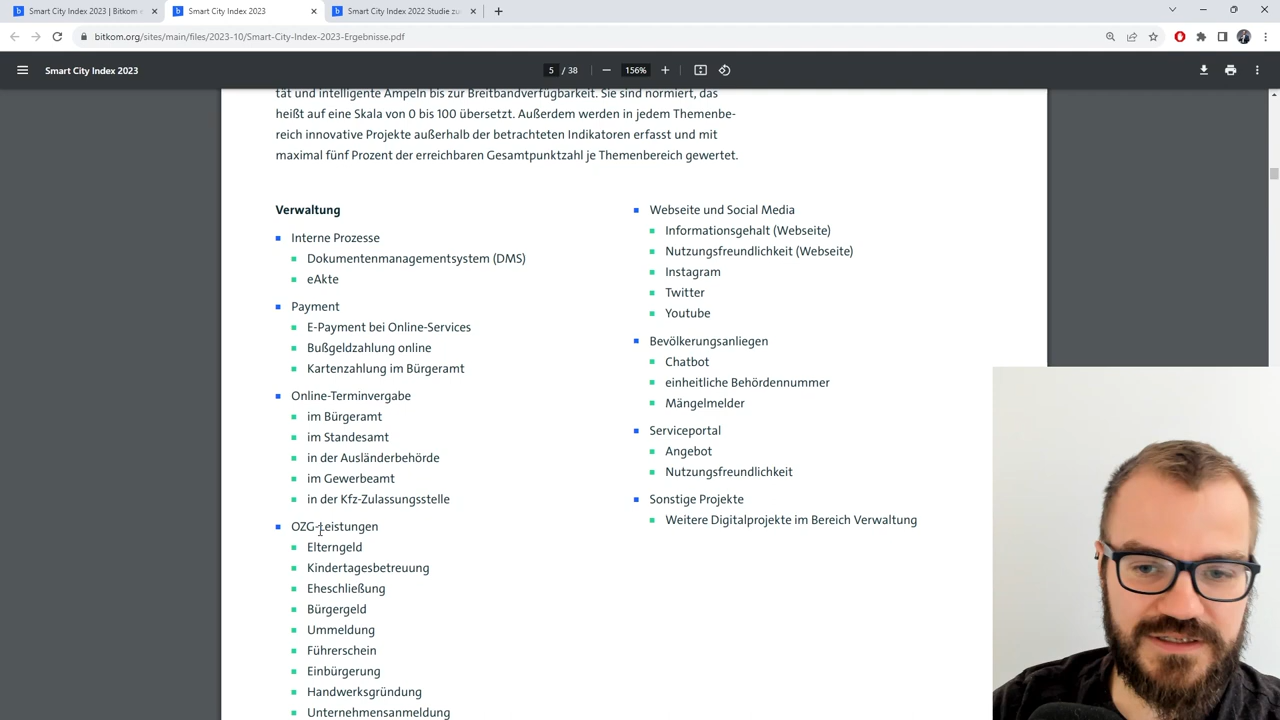 Smart City Index 2023 | Bitkom e
Smart City Index 2023
Smart City Index 2022 Studie zu
bitkom.org/sites/main/files/2023-10/Smart-City-Index-2023-Ergebnisse.pdf
Smart City Index 2023
5 / 38
156%
tät und intelligente Ampeln bis zur Breitbandverfügbarkeit. Sie sind normiert, das
heißt auf eine Skala von 0 bis 100 übersetzt. Außerdem werden in jedem Themenbe-
reich innovative Projekte außerhalb der betrachteten Indikatoren erfasst und mit
maximal fünf Prozent der erreichbaren Gesamtpunktzahl je Themenbereich gewertet.
Verwaltung
Interne Prozesse
Dokumentenmanagementsystem (DMS)
eAkte
Payment
E-Payment bei Online-Services
Bußgeldzahlung online
Kartenzahlung im Bürgeramt
Online-Terminvergabe
im Bürgeramt
im Standesamt
in der Ausländerbehörde
im Gewerbeamt
in der Kfz-Zulassungsstelle
OZG-Leistungen
Elterngeld
Kindertagesbetreuung
Eheschließung
Bürgergeld
Ummeldung
Führerschein
Einbürgerung
Handwerksgründung
Unternehmensanmeldung
Webseite und Social Media
Informationsgehalt (Webseite)
Nutzungsfreundlichkeit (Webseite)
Instagram
Twitter
Youtube
Bevölkerungsanliegen
Chatbot
einheitliche Behördennummer
Mängelmelder
Serviceportal
Angebot
Nutzungsfreundlichkeit
Sonstige Projekte
Weitere Digitalprojekte im Bereich Verwaltung